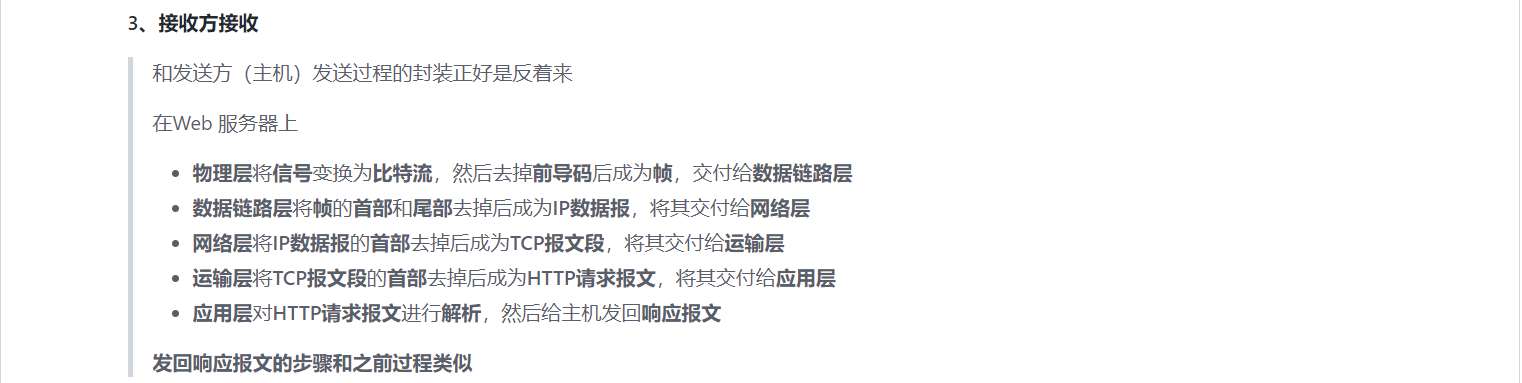 3、接收方接收
和发送方（主机）发送过程的封装正好是反着来
在Web 服务器上
• 物理层将信号变换为比特流，然后去掉前导码后成为帧，交付给数据链路层
• 数据链路层将帧的首部和尾部去掉后成为IP数据报，将其交付给网络层
• 网络层将IP数据报的首部去掉后成为TCP报文段，将其交付给运输层
• 运输层将TCP报文段的首部去掉后成为HTTP请求报文，将其交付给应用层
• 应用层对HTTP请求报文进行解析，然后给主机发回响应报文
发回响应报文的步骤和之前过程类似